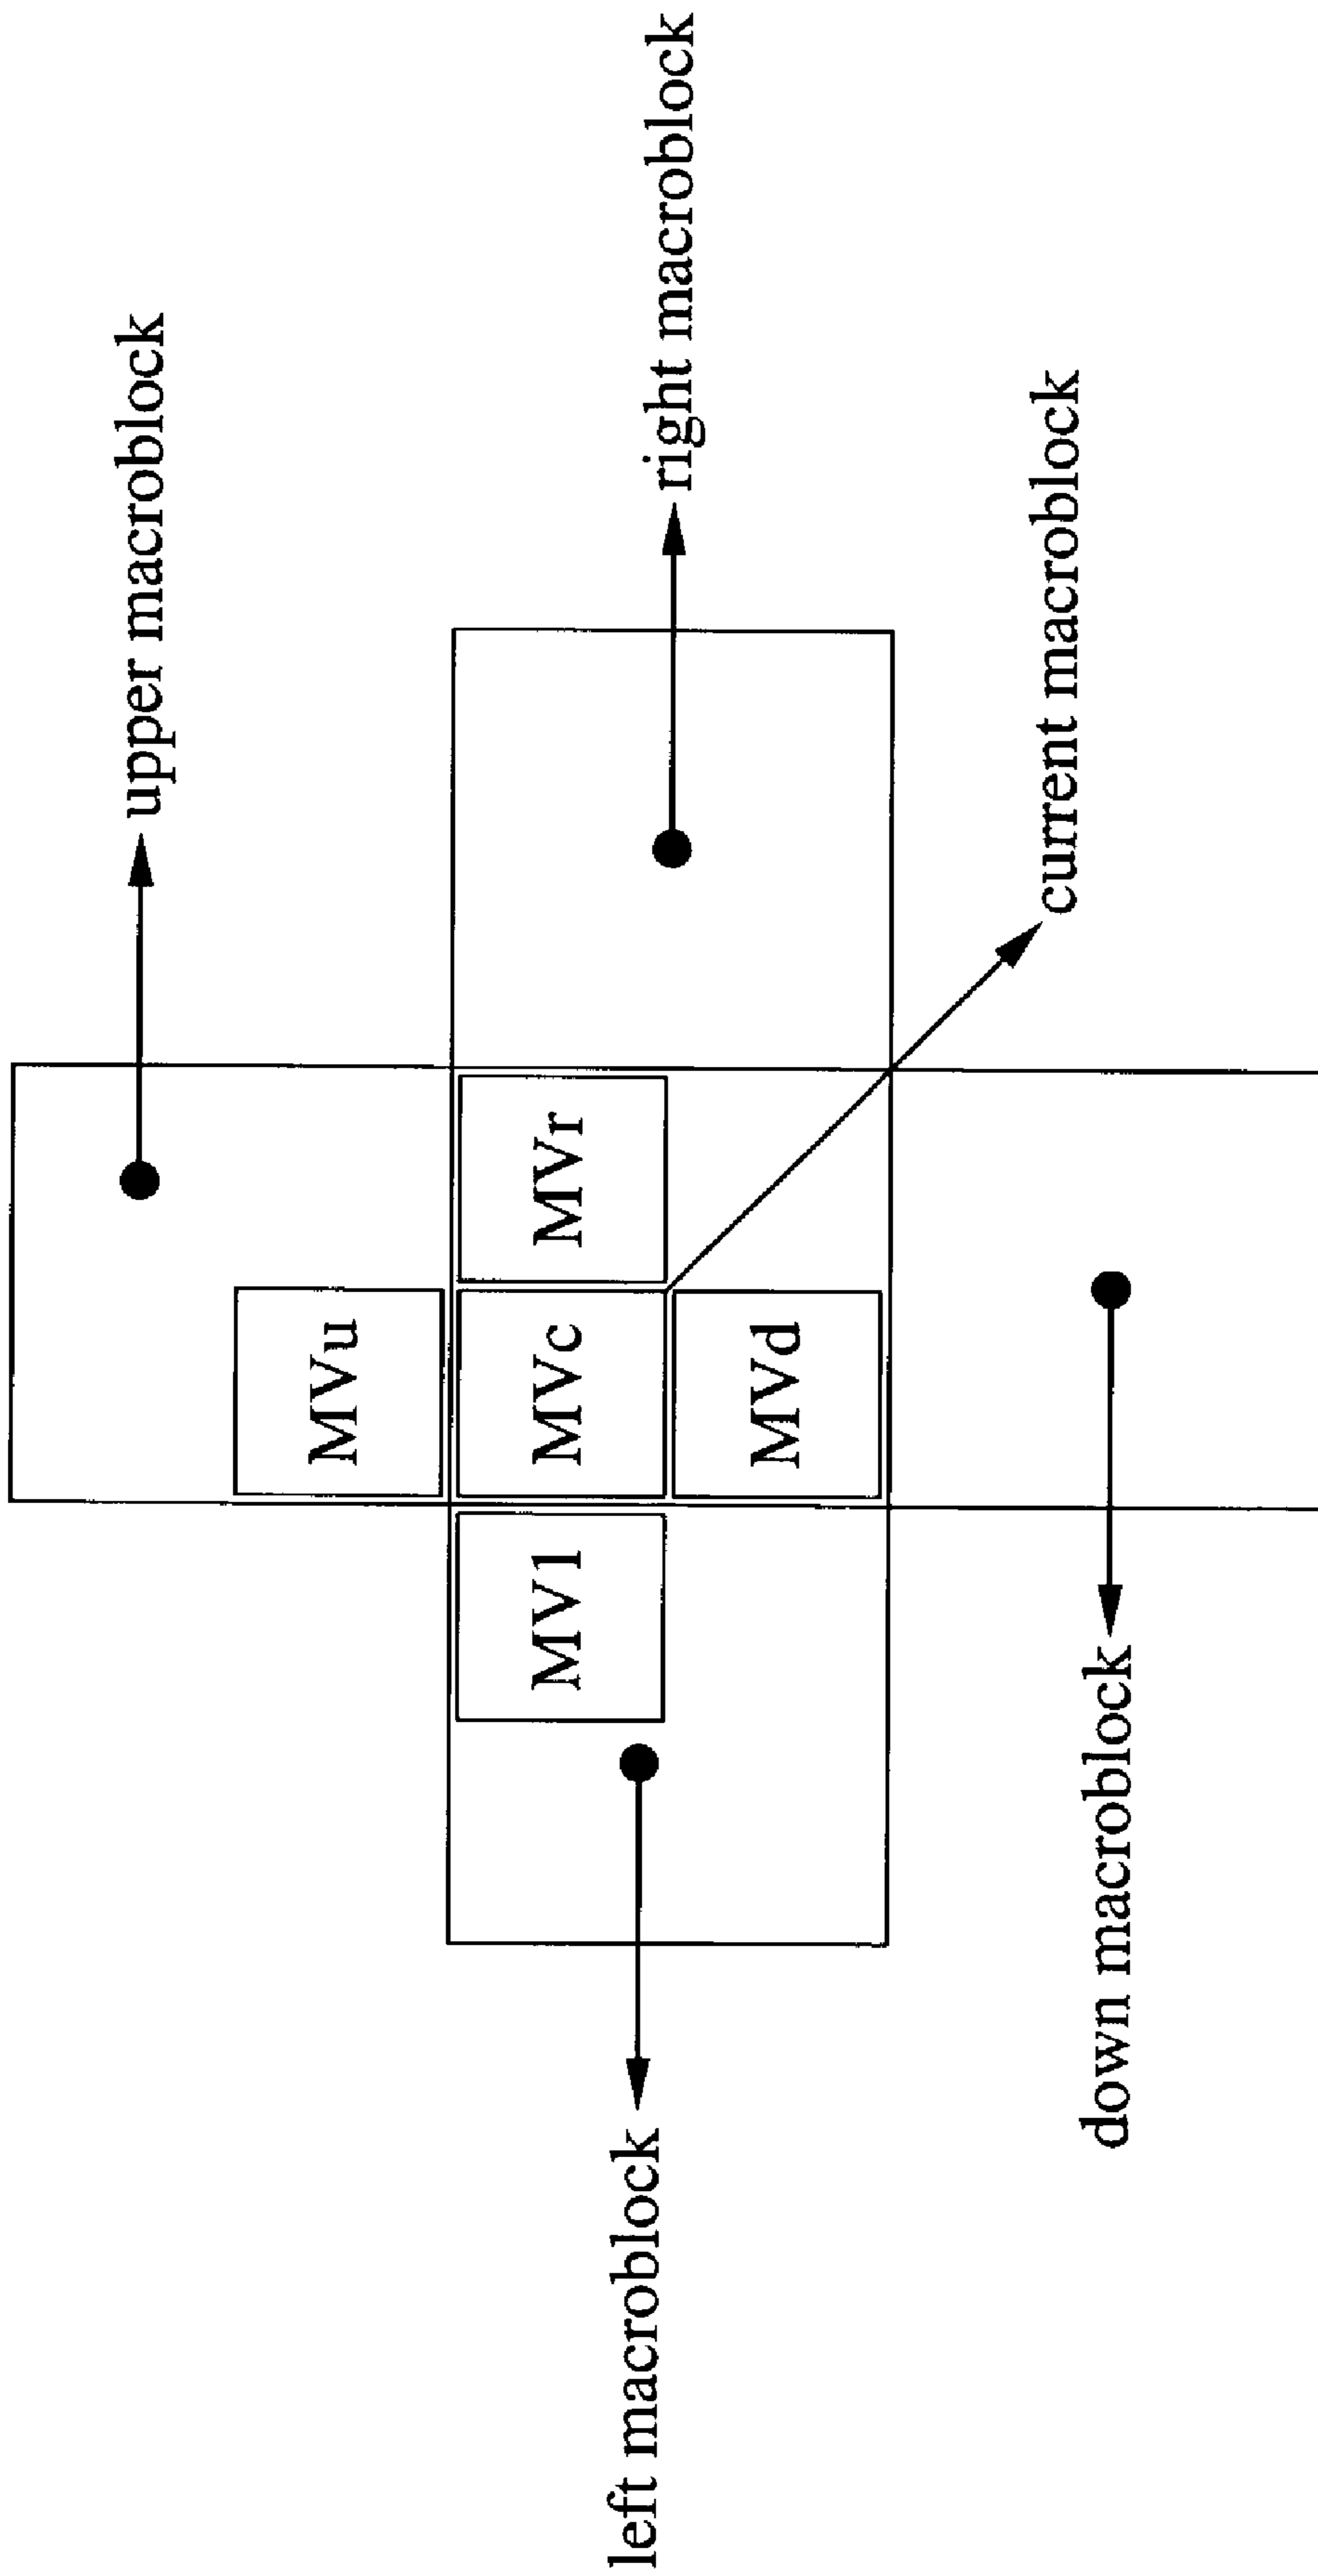 upper macroblock
MVu
MV1
MVc
MVr
right macroblock
left macroblock
MVd
current macroblock
down macroblock